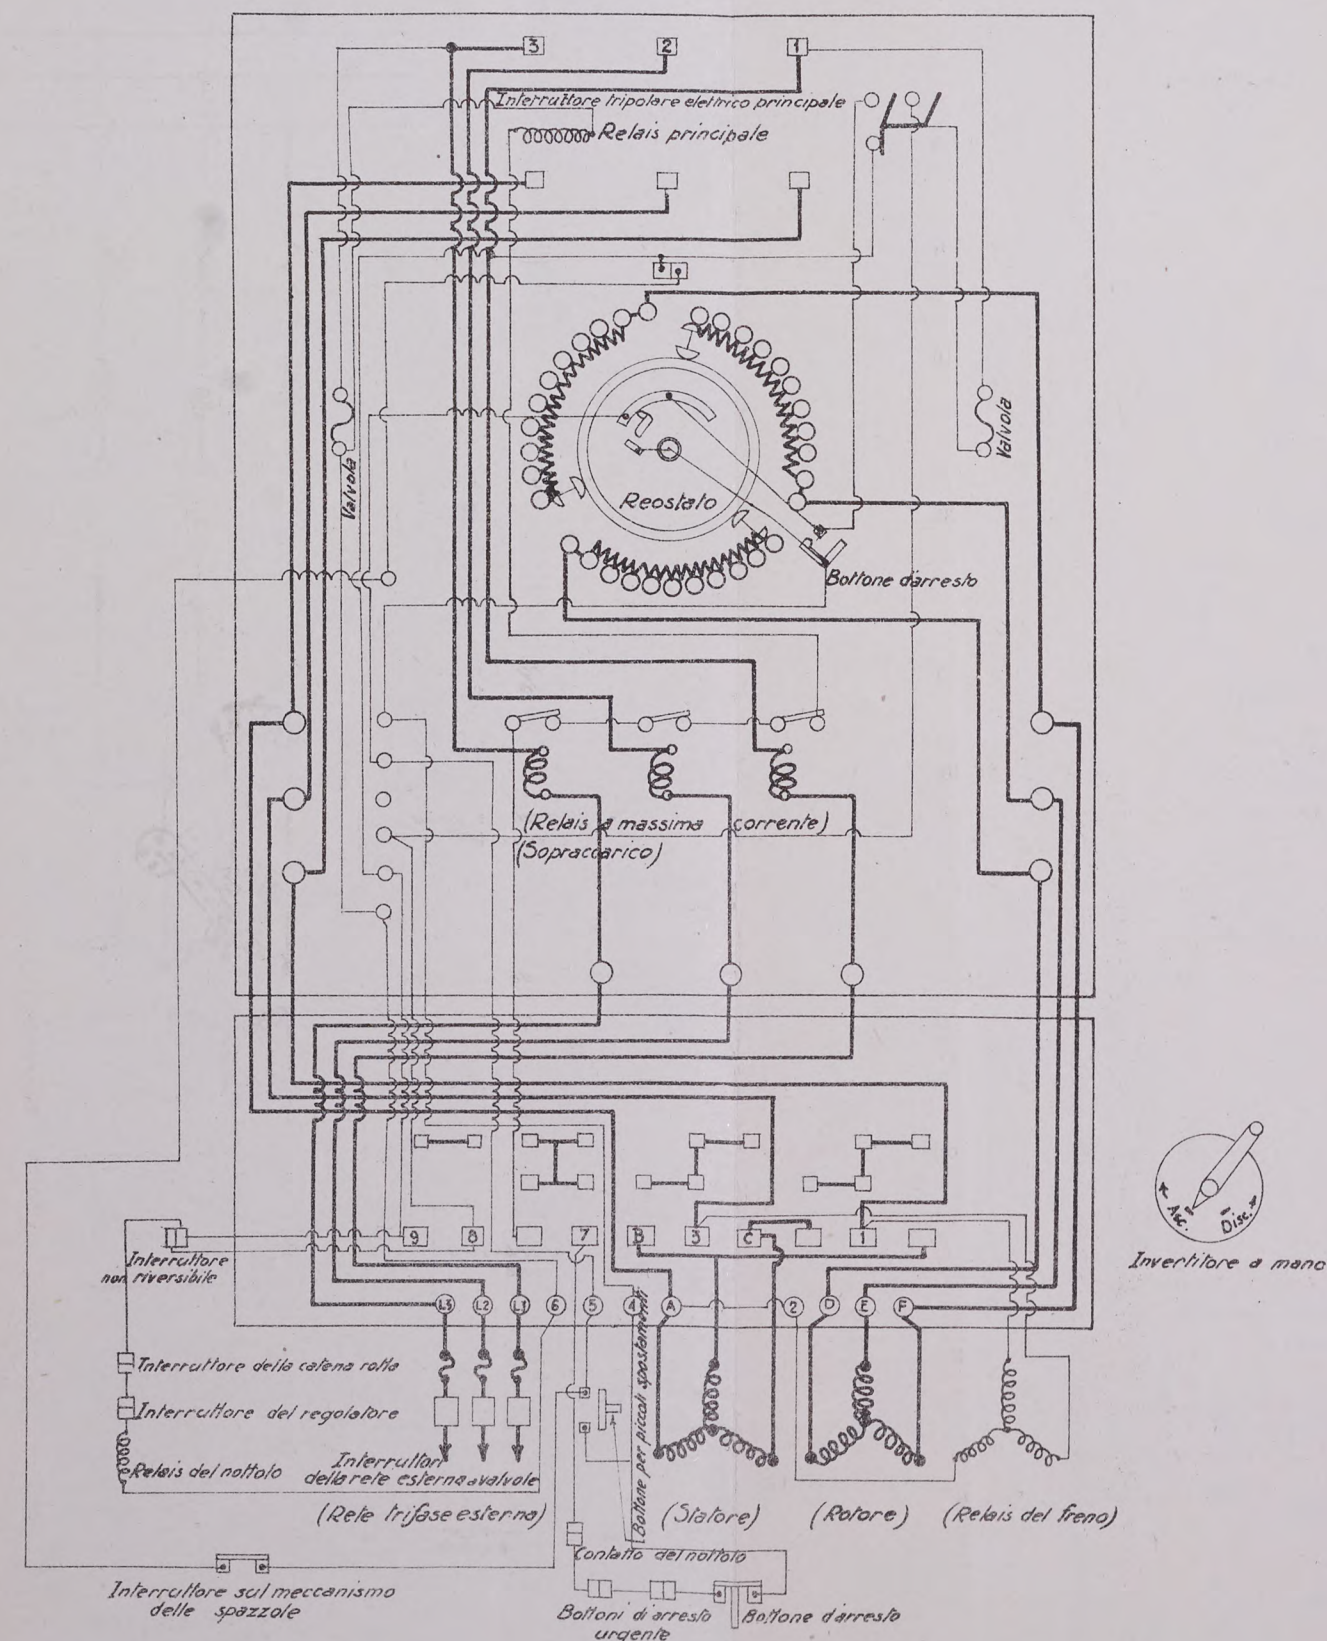 3 2 1
Interruttore tripolare elettrico principale
Relais principale
Valvola
Valvola
Reostato
Bottone d'arresto
(Relais a massima corrente)
(Sopraccarico)
9 8 7 B 3 C 1
Interruttore
non riversibile
L3 L2 L1 6 5 4 A 2 D E F
Asc. Disc.
Invertitore a mano
Interruttore della catena rotta
Interruttore del regolatore
Relais del nottolo
Interruttori
della rete esterna a valvole
(Rete trifase esterna)
Bottone per piccoli spostamenti
(Statore)
(Rotore)
(Relais del freno)
Contatto del nottolo
Interruttore sul meccanismo
delle spazzole
Bottoni di arresto
urgente
Bottone d'arresto